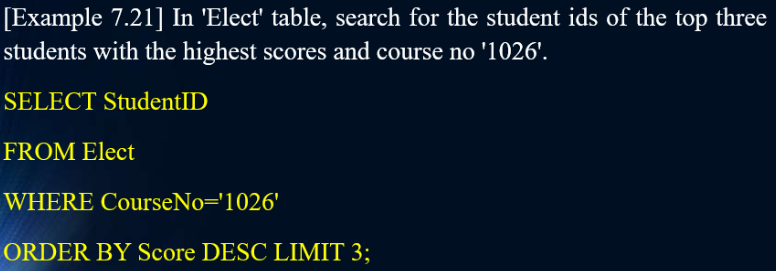 [Example 7.21] In 'Elect' table, search for the student ids of the top three
students with the highest scores and course no '1026'.
SELECT StudentID
FROM Elect
WHERE CourseNo='1026'
ORDER BY Score DESC LIMIT 3;